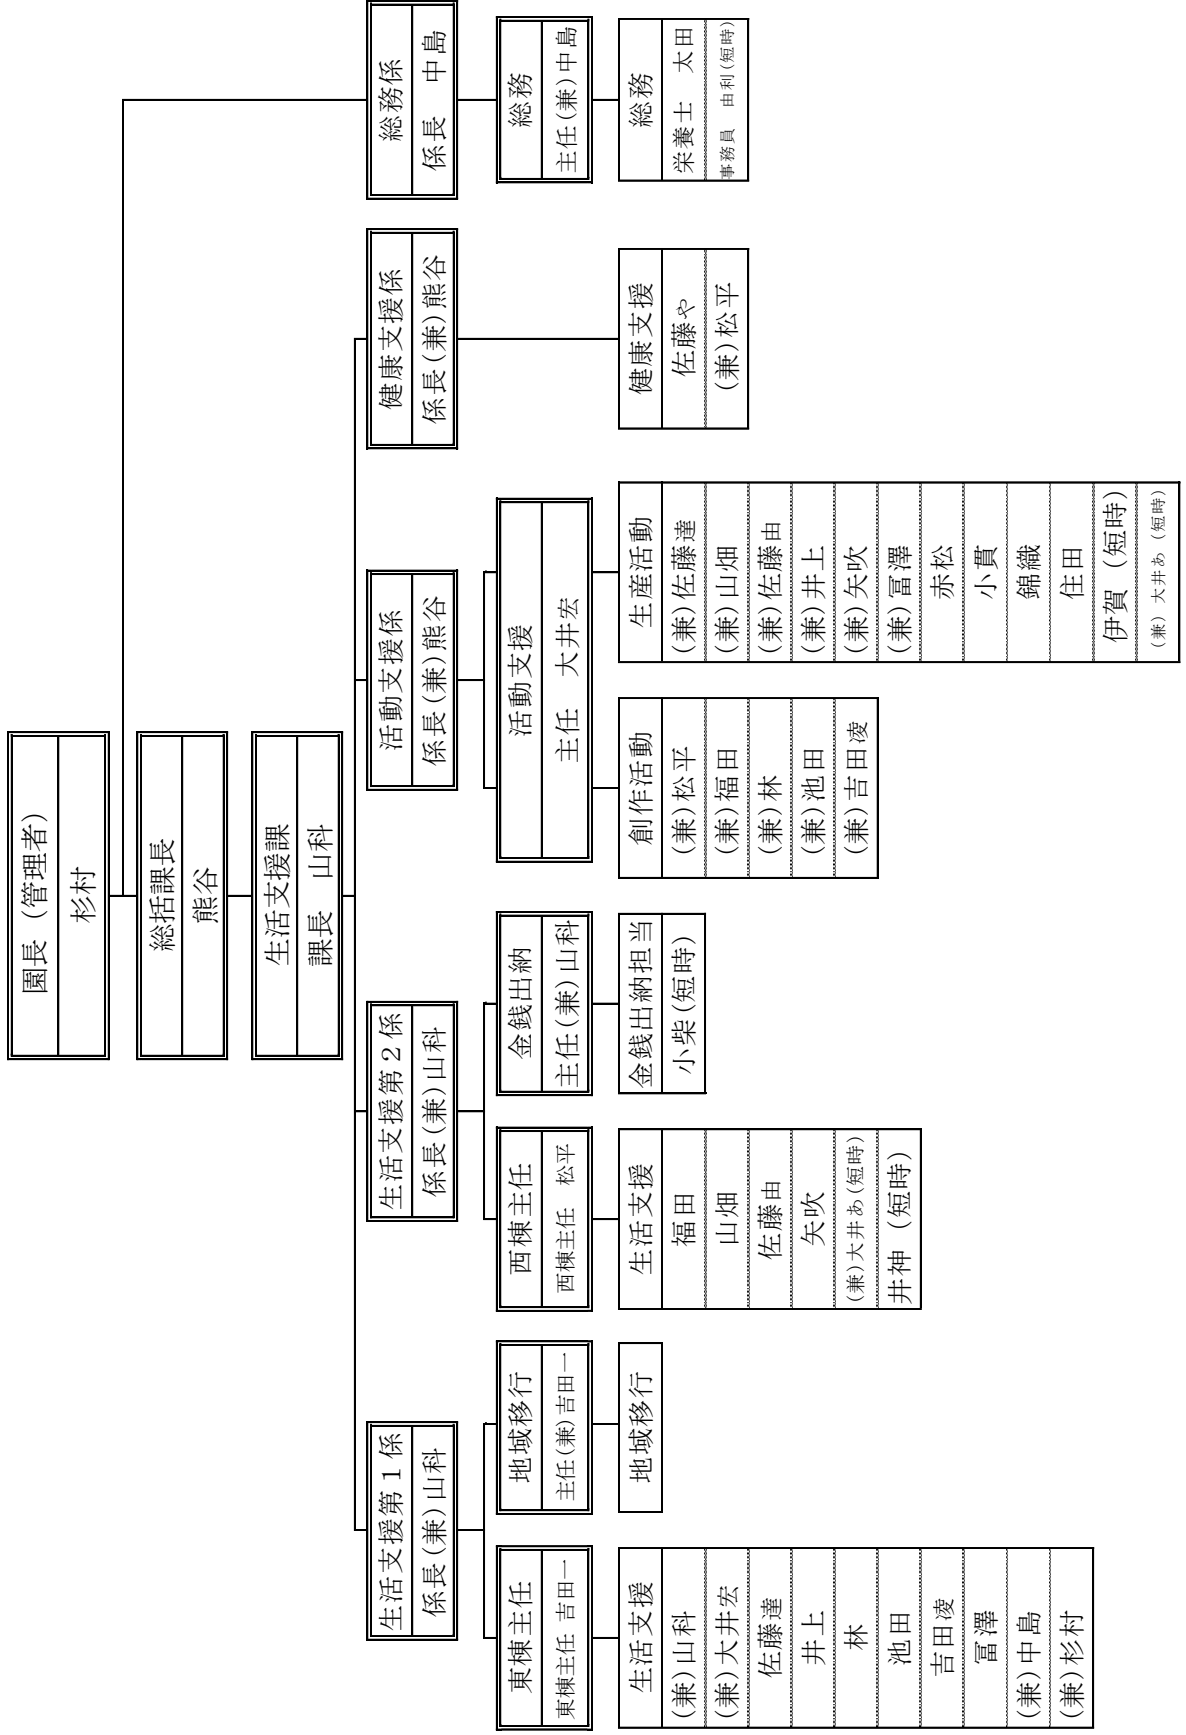 園長（管理者）
杉村
総括課長
熊谷
生活支援課
課長　山科
生活支援第１係
係長(兼)山科
生活支援第２係
係長(兼)山科
活動支援係
係長(兼)熊谷
健康支援係
係長(兼)熊谷
総務係
係長　中島
東棟主任
東棟主任 吉田一
地域移行
主任(兼)吉田一
西棟主任
西棟主任　松平
金銭出納
主任(兼)山科
活動支援
主任　大井宏
総務
主任(兼)中島
生活支援
(兼)山科
(兼)大井宏
佐藤達
井上
林
池田
吉田凌
冨澤
(兼)中島
(兼)杉村
地域移行
生活支援
福田
山畑
佐藤由
矢吹
(兼)大井あ(短時)
井神（短時）
金銭出納担当
小柴(短時)
創作活動
(兼)松平
(兼)福田
(兼)林
(兼)池田
(兼)吉田凌
生産活動
(兼)佐藤達
(兼)山畑
(兼)佐藤由
(兼)井上
(兼)矢吹
(兼)冨澤
赤松
小貫
錦織
住田
伊賀（短時）
(兼)大井あ（短時）
健康支援
佐藤や
(兼)松平
総務
栄養士　太田
事務員　由利(短時)